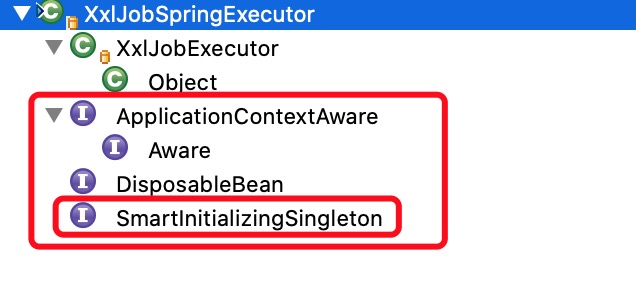 XxlJobSpringExecutor
XxlJobExecutor
Object
ApplicationContextAware
Aware
DisposableBean
SmartInitializingSingleton